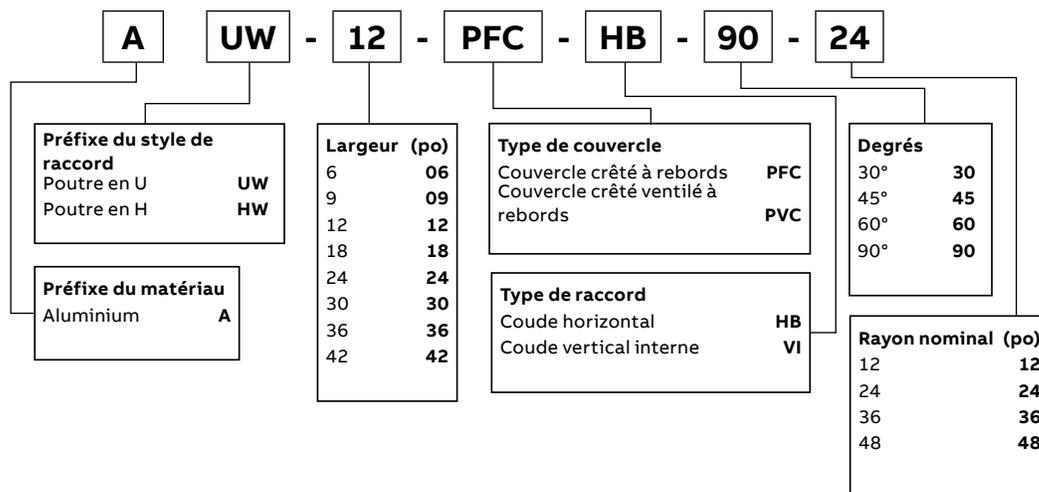 A UW - 12 - PFC - HB - 90 - 24
Préfixe du style de
raccord
Poutre en U UW
Poutre en H HW
Préfixe du matériau
Aluminium A
Largeur (po)
6 06
9 09
12 12
18 18
24 24
30 30
36 36
42 42
Type de couvercle
Couvercle crêté à rebords PFC
Couvercle crêté ventilé à
rebords PVC
Type de raccord
Coude horizontal HB
Coude vertical interne VI
Degrés
30° 30
45° 45
60° 60
90° 90
Rayon nominal (po)
12 12
24 24
36 36
48 48